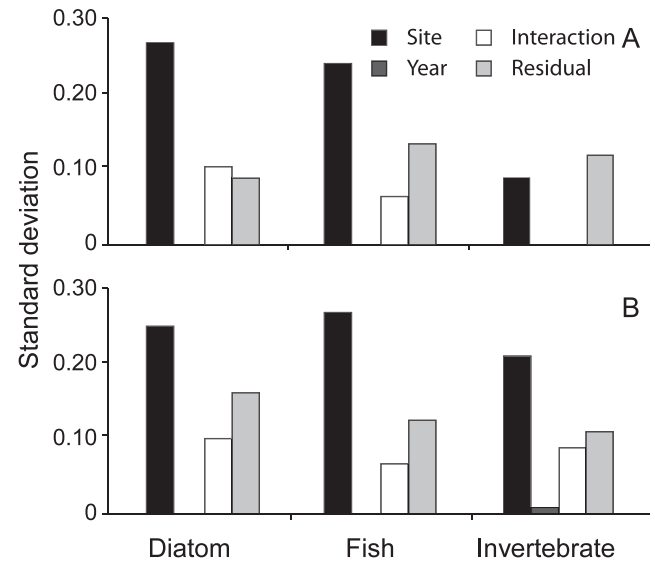 Standard deviation
0.30
0.20
0.10
0
Site
Interaction
A
Year
Residual
0.30
0.20
0.10
0
B
Diatom
Fish
Invertebrate